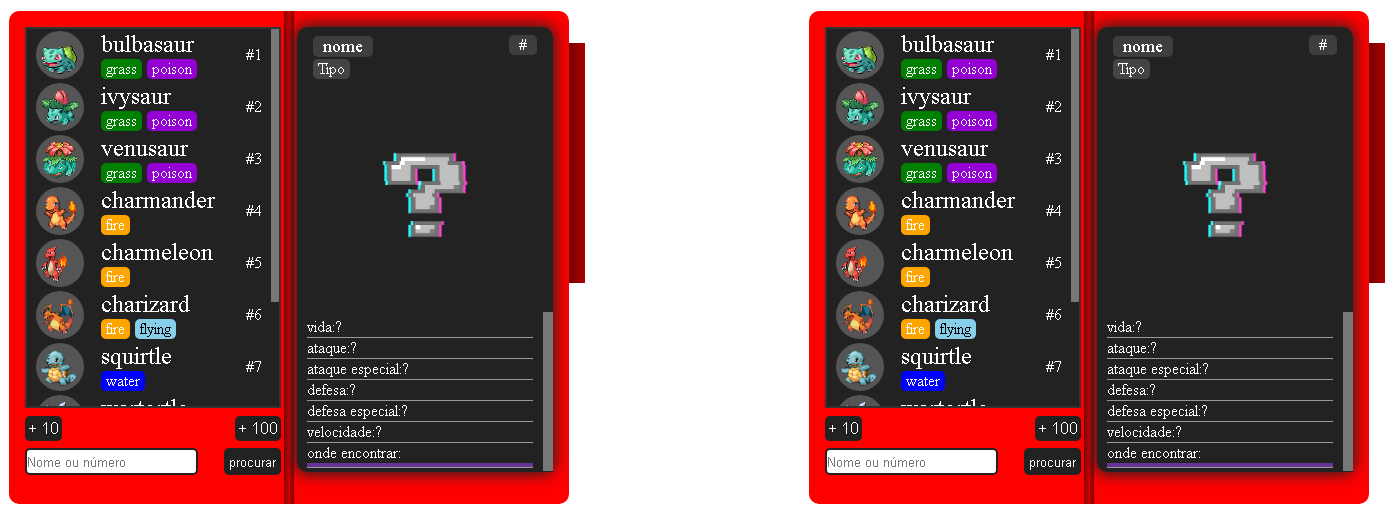 bulbasaur
grass poison
#1
ivysaur
grass poison
#2
venusaur
grass poison
#3
charmander
fire
#4
charmeleon
fire
#5
charizard
fire flying
#6
squirtle
water
#7
+ 10 + 100
Nome ou número procurar
nome #
Tipo
vida:?
ataque:?
ataque especial:?
defesa:?
defesa especial:?
velocidade:?
onde encontrar:
bulbasaur
grass poison
#1
ivysaur
grass poison
#2
venusaur
grass poison
#3
charmander
fire
#4
charmeleon
fire
#5
charizard
fire flying
#6
squirtle
water
#7
+ 10 + 100
Nome ou número procurar
nome #
Tipo
vida:?
ataque:?
ataque especial:?
defesa:?
defesa especial:?
velocidade:?
onde encontrar: